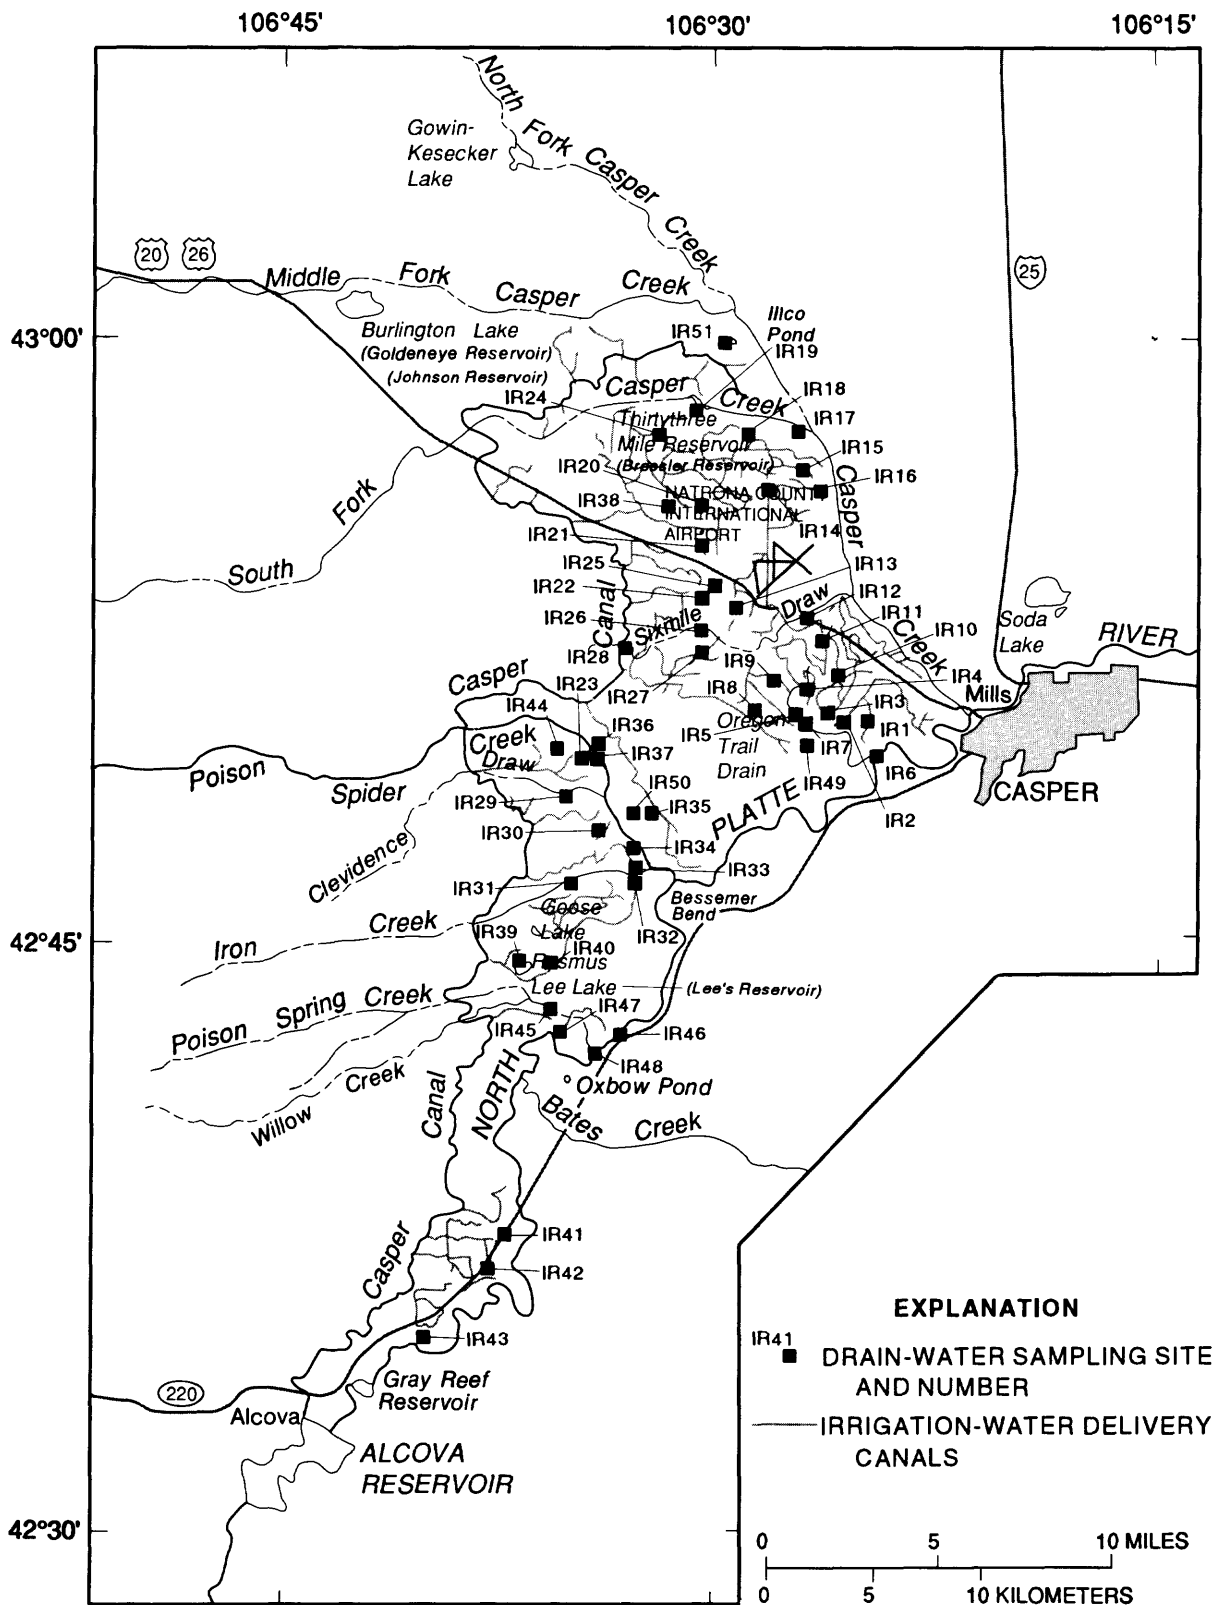 106°45'
106°30'
106°15'
North
Fork
Casper
Creek
Gowin-
Kesecker
Lake
20
26
25
Middle
Fork
Casper
Creek
Illco
Pond
43°00'
Burlington Lake
(Goldeneye Reservoir)
(Johnson Reservoir)
IR51
IR19
IR24
Casper
Creek
IR18
Thirtythree
Mile Reservoir
(Bressler Reservoir)
IR17
IR15
IR20
IR16
NATRONA COUNTY
INTERNATIONAL
AIRPORT
IR38
Casper
Fork
IR21
IR14
IR13
South
IR25
IR22
IR12
Canal
Draw
IR26
Sixmile
IR11
IR10
Soda
Lake
RIVER
IR28
Creek
IR9
IR4
Casper
IR23
IR27
IR8
Mills
IR44
IR36
IR3
IR5
Oregon
Trail
Drain
IR1
Creek
IR37
IR7
Draw
Poison
Spider
IR6
IR49
CASPER
IR29
IR50
IR35
PLATTE
IR2
IR30
Clevidence
IR34
IR33
IR31
Bessemer
Bend
Goose
Lake
IR32
Iron
Creek
42°45'
IR39
IR40
Rasmus
Lee Lake
(Lee's Reservoir)
Poison
Spring
Creek
IR47
IR45
IR46
IR48
Willow
Creek
Canal
NORTH
Oxbow Pond
Bates
Creek
Casper
IR41
IR42
IR43
Gray Reef
Reservoir
220
Alcova
ALCOVA
RESERVOIR
42°30'
EXPLANATION
IR41
DRAIN-WATER SAMPLING SITE
AND NUMBER
IRRIGATION-WATER DELIVERY
CANALS
0 5 10 MILES
0 5 10 KILOMETERS